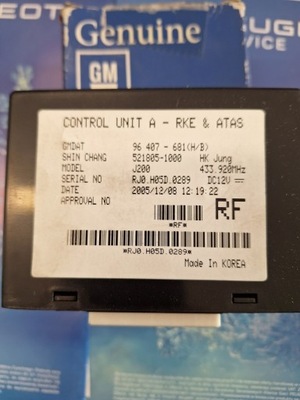 Genuine
GM
CONTROL UNIT A - RKE & ATAS
GMDAT 96 407 - 681(H/B)
SHIN CHANG 521805-1000 HK Jung
MODEL J200 433.920MHz
SERIAL NO RJ0.H05D.0289 DC12V
DATE 2005/12/08 12:19:22
APPROVAL NO
RF
*RF*
*RJ0.H05D.0289*
Made In KOREA